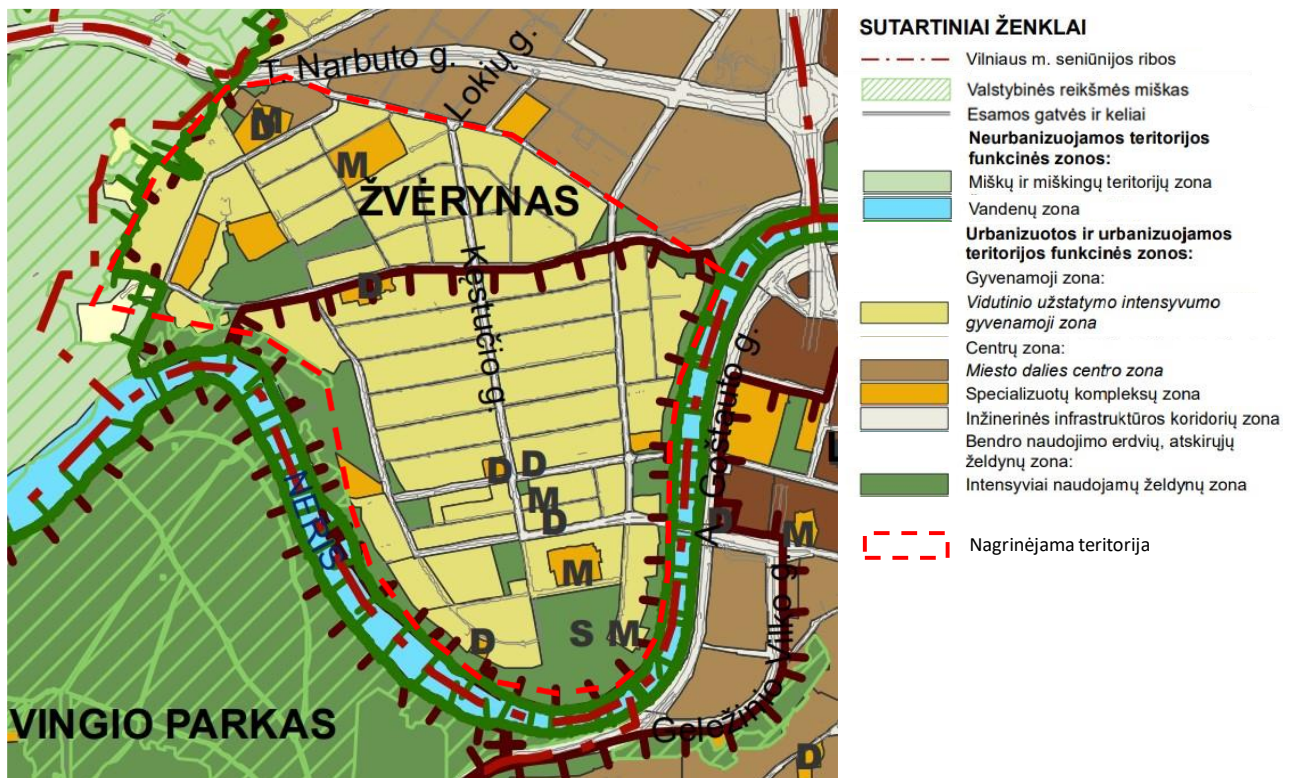 T. Narbuto g.
Lokių g.
M
D
M
ŽVĖRYNAS
Kęstučio g.
D
A. Goštauto g.
D
D
M
D
D
M
NERIS
M
S
M
D
Geležinio Vilko g.
VINGIO PARKAS
D
SUTARTINIAI ŽENKLAI
Vilniaus m. seniūnijos ribos
Valstybinės reikšmės miškas
Esamos gatvės ir keliai
Neurbanizuojamos teritorijos
funkcinės zonos:
Miškų ir miškingų teritorijų zona
Vandenų zona
Urbanizuotos ir urbanizuojamos
teritorijos funkcinės zonos:
Gyvenamoji zona:
Vidutinio užstatymo intensyvumo
gyvenamoji zona
Centrų zona:
Miesto dalies centro zona
Specializuotų kompleksų zona
Inžinerinės infrastruktūros koridorių zona
Bendro naudojimo erdvių, atskirųjų
želdynų zona:
Intensyviai naudojamų želdynų zona
Nagrinėjama teritorija